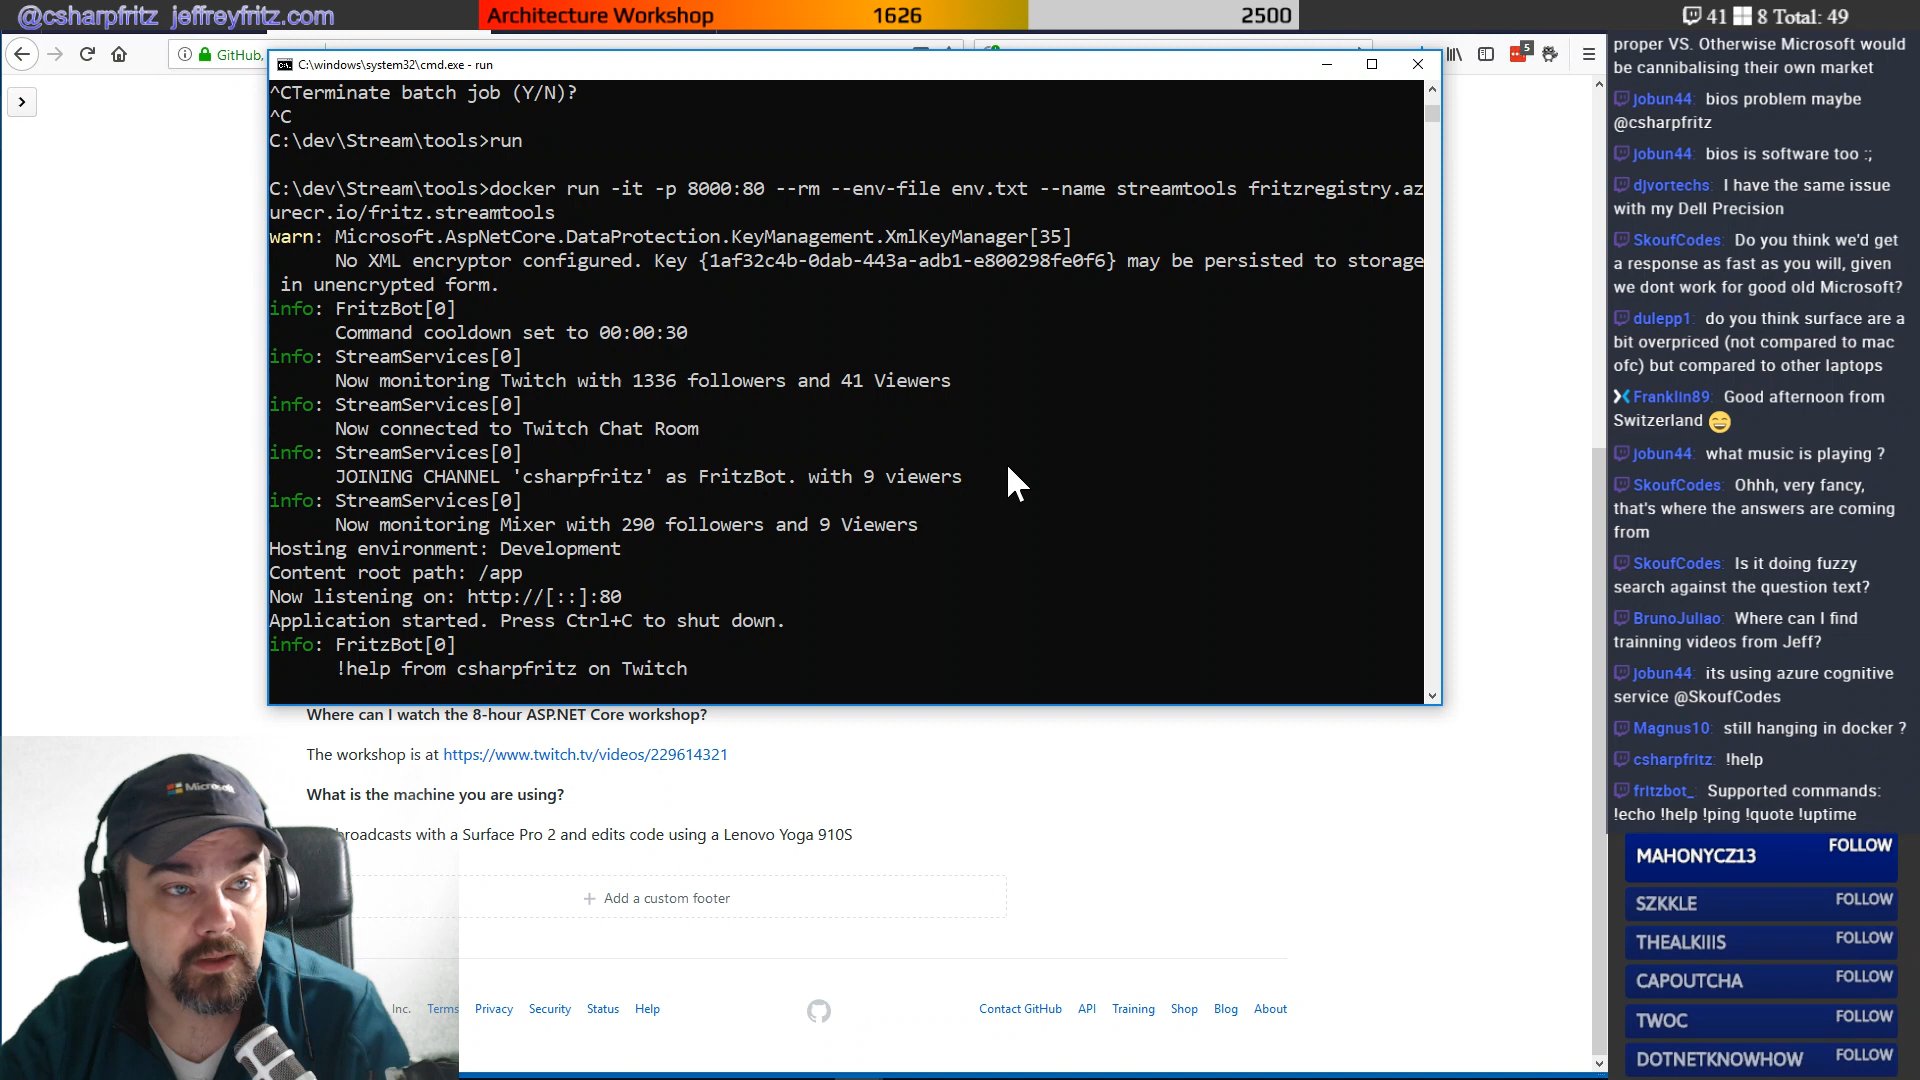 @csharpfritz jeffreyfritz.com
Architecture Workshop 1626 2500
41 8 Total: 49
GitHub,
5
C:\windows\system32\cmd.exe - run
^CTerminate batch job (Y/N)?
^C
C:\dev\Stream\tools>run
C:\dev\Stream\tools>docker run -it -p 8000:80 --rm --env-file env.txt --name streamtools fritzregistry.az
urecr.io/fritz.streamtools
warn: Microsoft.AspNetCore.DataProtection.KeyManagement.XmlKeyManager[35]
No XML encryptor configured. Key {1af32c4b-0dab-443a-adb1-e800298fe0f6} may be persisted to storage
in unencrypted form.
info: FritzBot[0]
Command cooldown set to 00:00:30
info: StreamServices[0]
Now monitoring Twitch with 1336 followers and 41 Viewers
info: StreamServices[0]
Now connected to Twitch Chat Room
info: StreamServices[0]
JOINING CHANNEL 'csharpfritz' as FritzBot. with 9 viewers
info: StreamServices[0]
Now monitoring Mixer with 290 followers and 9 Viewers
Hosting environment: Development
Content root path: /app
Now listening on: http://[::]:80
Application started. Press Ctrl+C to shut down.
info: FritzBot[0]
!help from csharpfritz on Twitch
Where can I watch the 8-hour ASP.NET Core workshop?
The workshop is at https://www.twitch.tv/videos/229614321
What is the machine you are using?
broadcasts with a Surface Pro 2 and edits code using a Lenovo Yoga 910S
Add a custom footer
Inc. Terms Privacy Security Status Help
Contact GitHub API Training Shop Blog About
Microsoft
proper VS. Otherwise Microsoft would
be cannibalising their own market
jobun44: bios problem maybe
@csharpfritz
jobun44: bios is software too :;
djvortechs: I have the same issue
with my Dell Precision
SkoufCodes: Do you think we'd get
a response as fast as you will, given
we dont work for good old Microsoft?
dulepp1: do you think surface are a
bit overpriced (not compared to mac
ofc) but compared to other laptops
Franklin89: Good afternoon from
Switzerland
jobun44: what music is playing ?
SkoufCodes: Ohhh, very fancy,
that's where the answers are coming
from
SkoufCodes: Is it doing fuzzy
search against the question text?
BrunoJuliao: Where can I find
trainning videos from Jeff?
jobun44: its using azure cognitive
service @SkoufCodes
Magnus10: still hanging in docker ?
csharpfritz: !help
fritzbot_: Supported commands:
!echo !help !ping !quote !uptime
MAHONYCZ13 FOLLOW
SZKKLE FOLLOW
THEALKIIIS FOLLOW
CAPOUTCHA FOLLOW
TWOC FOLLOW
DOTNETKNOWHOW FOLLOW